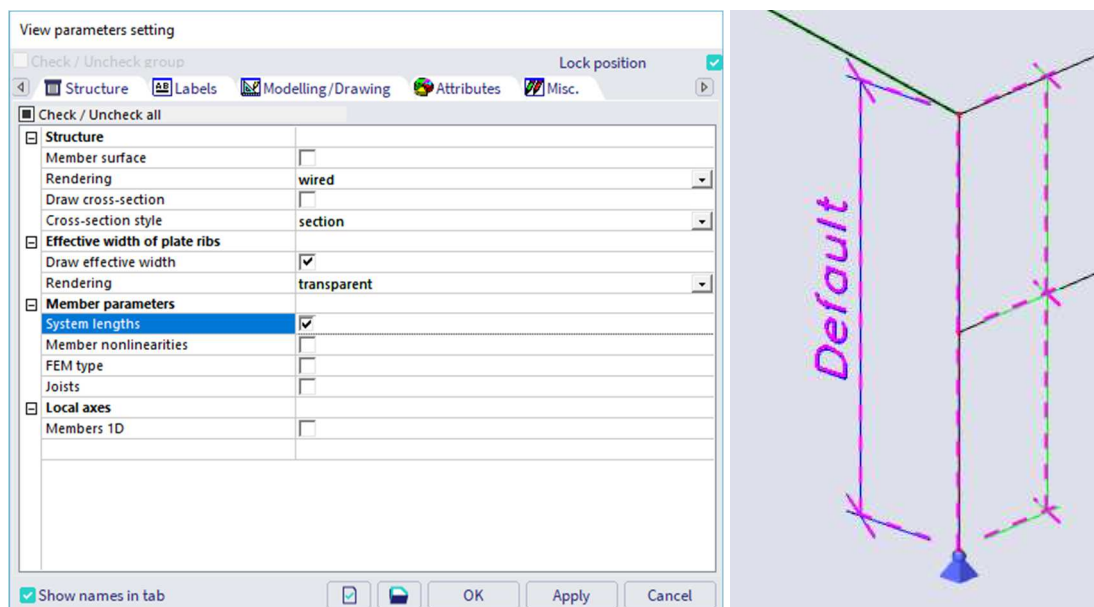 View parameters setting
Check / Uncheck group
Lock position
Structure
Labels
Modelling/Drawing
Attributes
Misc.
Check / Uncheck all
Structure
Member surface
Rendering
wired
Draw cross-section
Cross-section style
section
Effective width of plate ribs
Draw effective width
Rendering
transparent
Member parameters
System lengths
Member nonlinearities
FEM type
Joists
Local axes
Members 1D
Show names in tab
OK
Apply
Cancel
Default